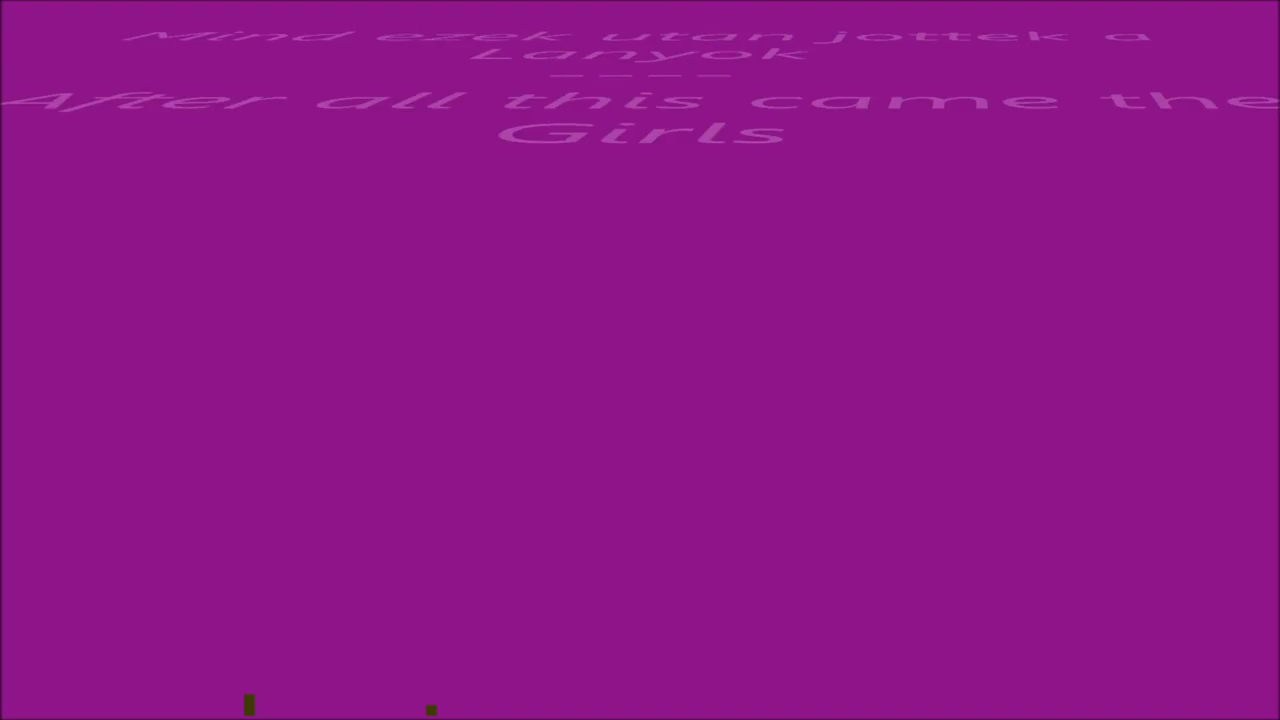 Mind ezek utan jottek a
Lanyok
_ _ _ _
After all this came the
Girls